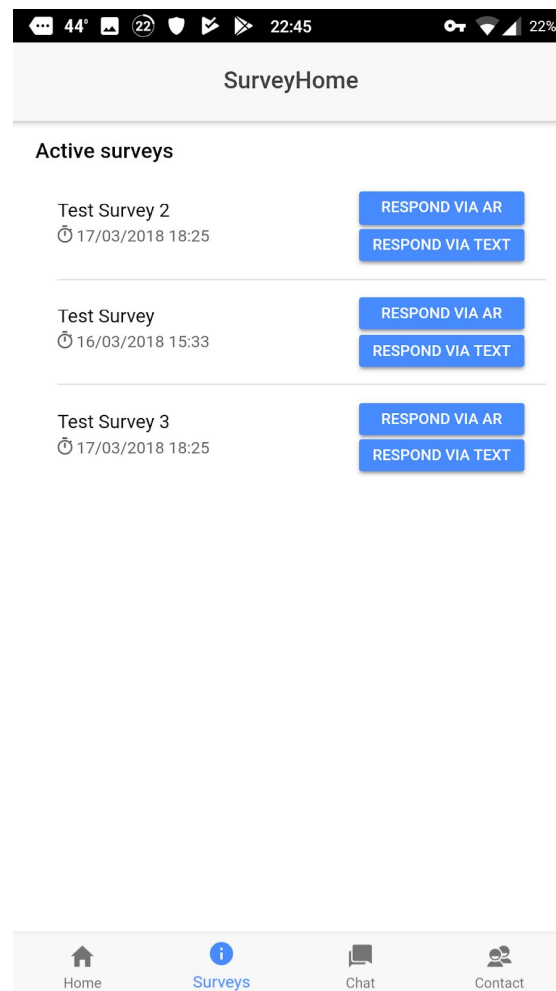 44° 22 22:45 22%
SurveyHome
Active surveys
Test Survey 2
17/03/2018 18:25
RESPOND VIA AR
RESPOND VIA TEXT
Test Survey
16/03/2018 15:33
RESPOND VIA AR
RESPOND VIA TEXT
Test Survey 3
17/03/2018 18:25
RESPOND VIA AR
RESPOND VIA TEXT
Home Surveys Chat Contact